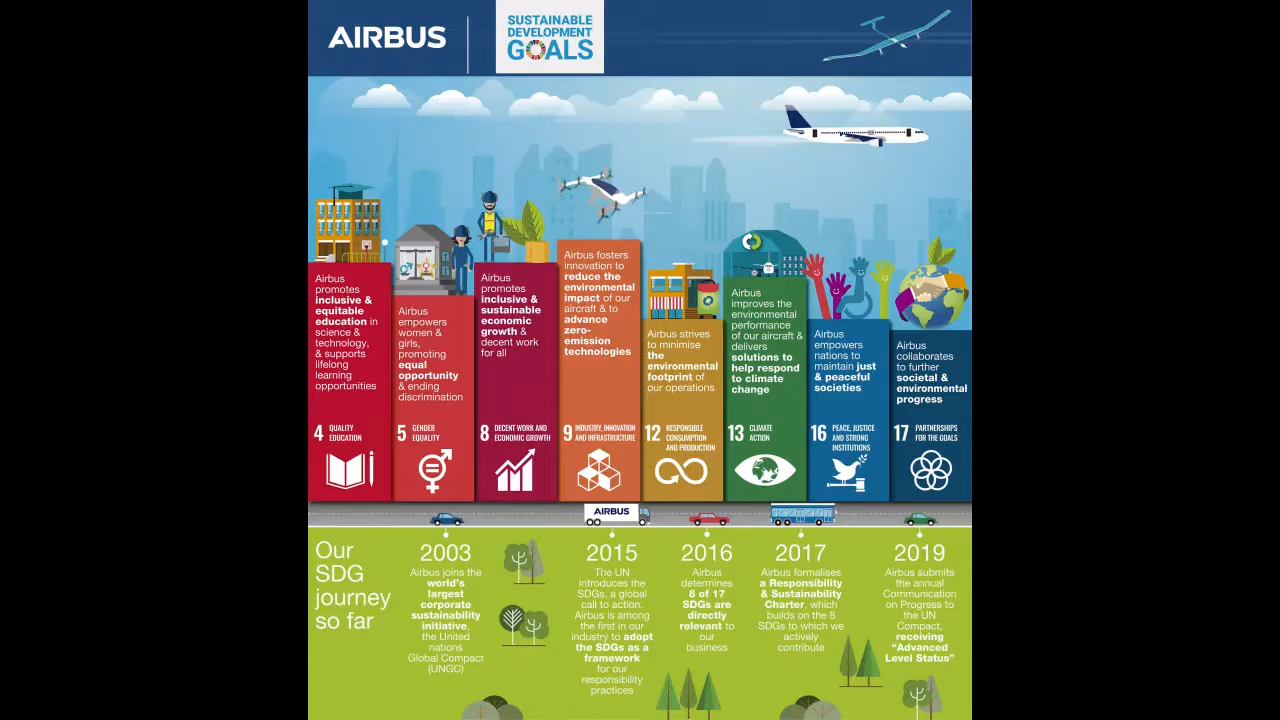 AIRBUS
SUSTAINABLE
DEVELOPMENT
GOALS
Airbus
promotes
inclusive &
equitable
education in
science &
technology,
& supports
lifelong
learning
opportunities
4 QUALITY
EDUCATION
Airbus
empowers
women &
girls,
promoting
equal
opportunity
& ending
discrimination
5 GENDER
EQUALITY
Airbus
promotes
inclusive &
sustainable
economic
growth &
decent work
for all
8 DECENT WORK AND
ECONOMIC GROWTH
Airbus fosters
innovation to
reduce the
environmental
impact of our
aircraft & to
advance
zero-
emission
technologies
9 INDUSTRY, INNOVATION
AND INFRASTRUCTURE
Airbus strives
to minimise
the
environmental
footprint of
our operations
12 RESPONSIBLE
CONSUMPTION
AND PRODUCTION
Airbus
improves the
environmental
performance
of our aircraft &
delivers
solutions to
help respond
to climate
change
13 CLIMATE
ACTION
Airbus
empowers
nations to
maintain just
& peaceful
societies
16 PEACE, JUSTICE
AND STRONG
INSTITUTIONS
Airbus
collaborates
to further
societal &
environmental
progress
17 PARTNERSHIPS
FOR THE GOALS
AIRBUS
Our
SDG
journey
so far
2003
Airbus joins the
world's
largest
corporate
sustainability
initiative,
the United
nations
Global Compact
(UNGC)
2015
The UN
introduces the
SDGs, a global
call to action.
Airbus is among
the first in our
industry to adopt
the SDGs as a
framework
for our
responsibility
practices
2016
Airbus
determines
8 of 17
SDGs are
directly
relevant to
our
business
2017
Airbus formalises
a Responsibility
& Sustainability
Charter, which
builds on the 8
SDGs to which we
actively
contribute
2019
Airbus submits
the annual
Communication
on Progress to
the UN
Compact,
receiving
"Advanced
Level Status"